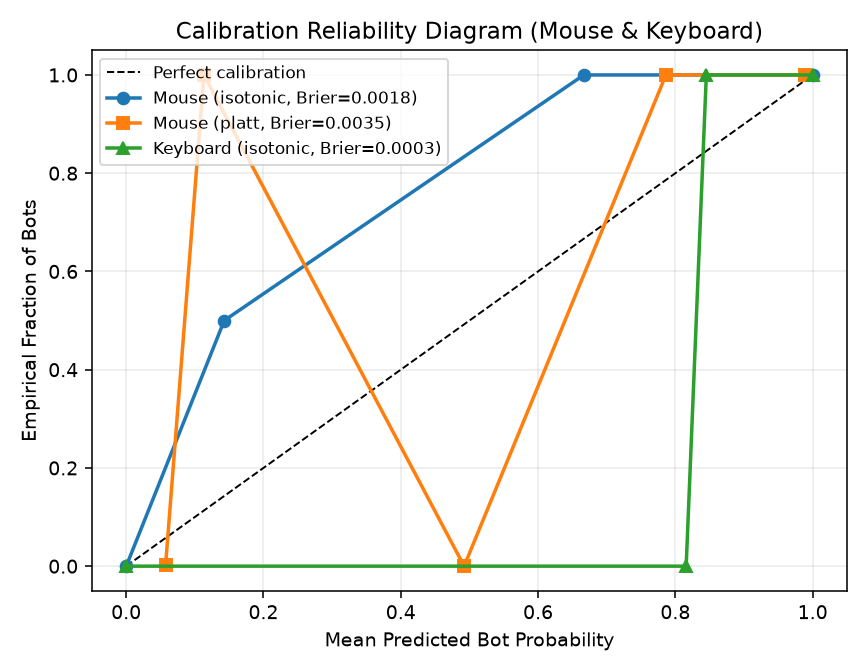 Calibration Reliability Diagram (Mouse & Keyboard)
Perfect calibration
Mouse (isotonic, Brier=0.0018)
Mouse (platt, Brier=0.0035)
Keyboard (isotonic, Brier=0.0003)
Empirical Fraction of Bots
1.0
0.8
0.6
0.4
0.2
0.0
0.0 0.2 0.4 0.6 0.8 1.0
Mean Predicted Bot Probability